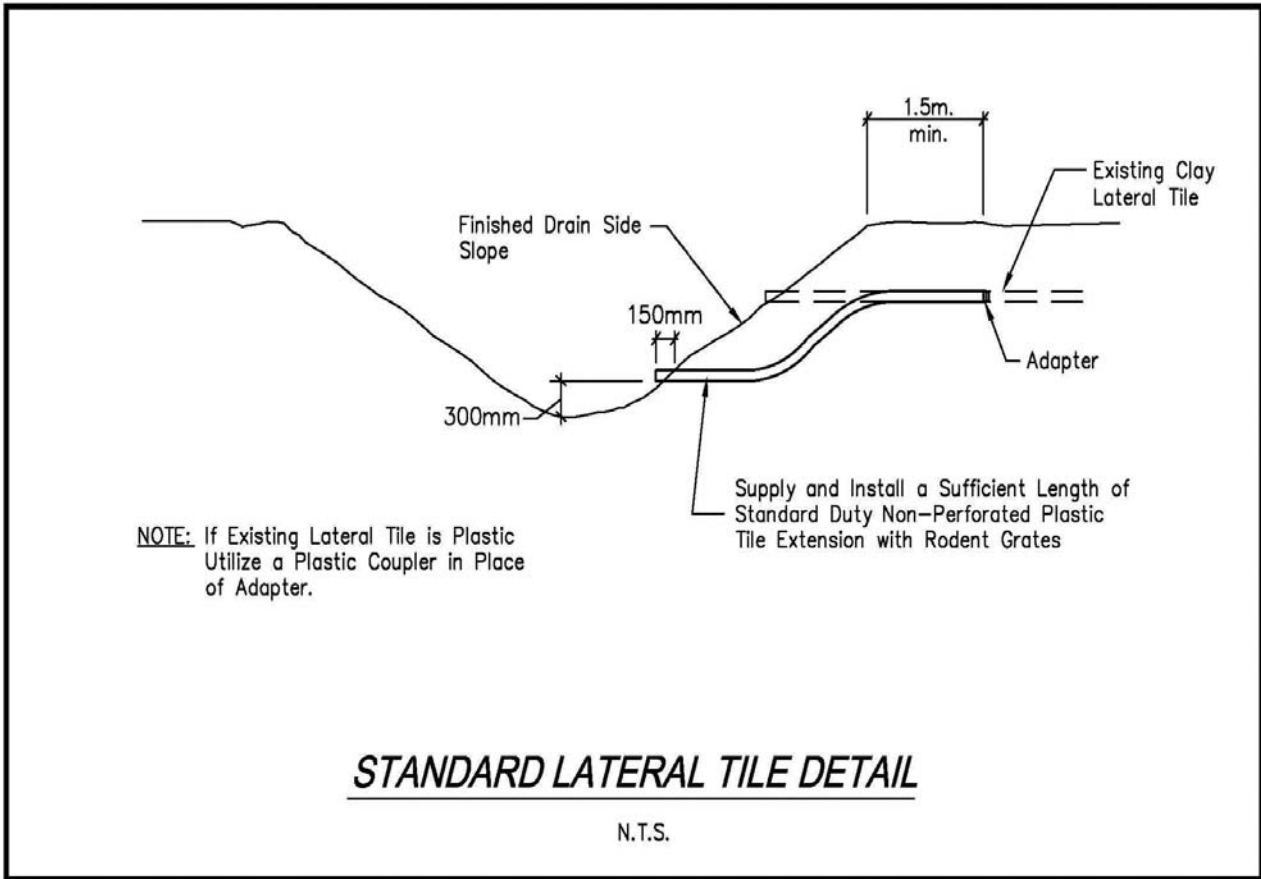 1.5m.
min.
Existing Clay
Lateral Tile
Finished Drain Side
Slope
150mm
Adapter
300mm
Supply and Install a Sufficient Length of
Standard Duty Non-Perforated Plastic
Tile Extension with Rodent Grates
NOTE: If Existing Lateral Tile is Plastic
Utilize a Plastic Coupler in Place
of Adapter.
STANDARD LATERAL TILE DETAIL
N.T.S.